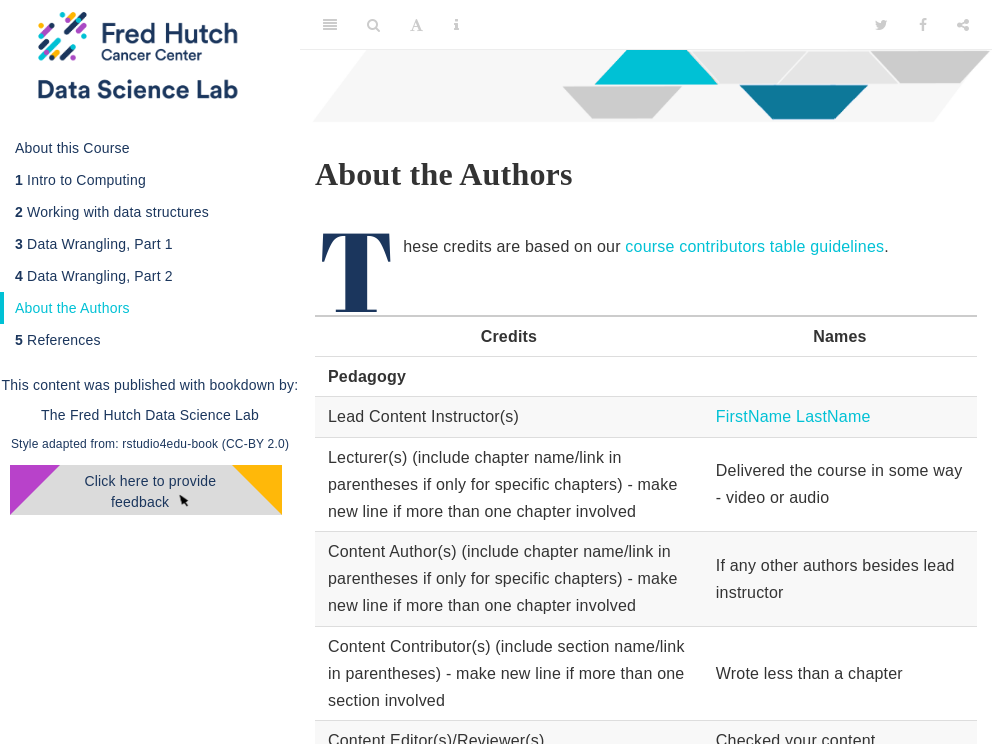 Fred Hutch
Cancer Center
Data Science Lab
About this Course
1 Intro to Computing
2 Working with data structures
3 Data Wrangling, Part 1
4 Data Wrangling, Part 2
About the Authors
5 References
This content was published with bookdown by:
The Fred Hutch Data Science Lab
Style adapted from: rstudio4edu-book (CC-BY 2.0)
Click here to provide
feedback
A
About the Authors
These credits are based on our course contributors table guidelines.
Credits Names
Pedagogy
Lead Content Instructor(s) FirstName LastName
Lecturer(s) (include chapter name/link in
parentheses if only for specific chapters) - make
new line if more than one chapter involved
Delivered the course in some way
- video or audio
Content Author(s) (include chapter name/link in
parentheses if only for specific chapters) - make
new line if more than one chapter involved
If any other authors besides lead
instructor
Content Contributor(s) (include section name/link
in parentheses) - make new line if more than one
section involved
Wrote less than a chapter
Content Editor(s)/Reviewer(s) Checked your content